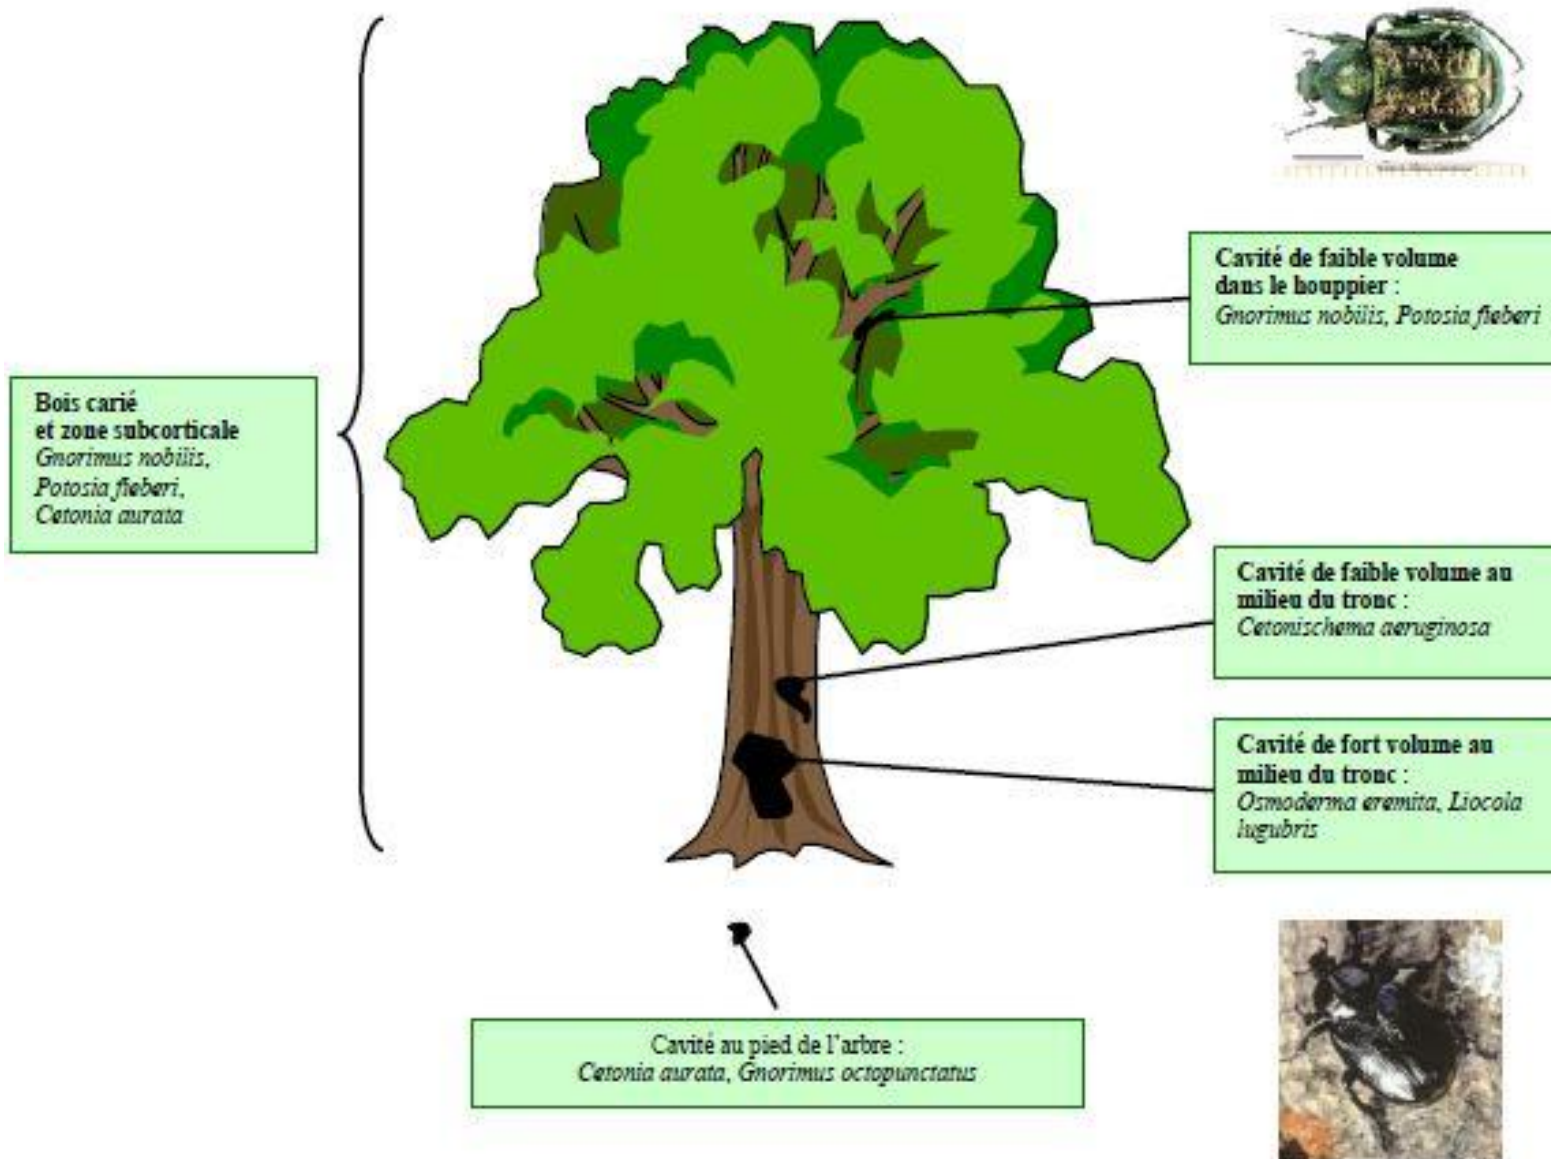 Cavité de faible volume
dans le houppier :
Gnorimus nobilis, Potosia fieberi
Bois carié
et zone subcorticale
Gnorimus nobilis,
Potosia fieberi,
Cetonia aurata
Cavité de faible volume au
milieu du tronc :
Cetonischema aeruginosa
Cavité de fort volume au
milieu du tronc :
Osmoderma eremita, Liocola
lugubris
Cavité au pied de l'arbre :
Cetonia aurata, Gnorimus octopunctatus